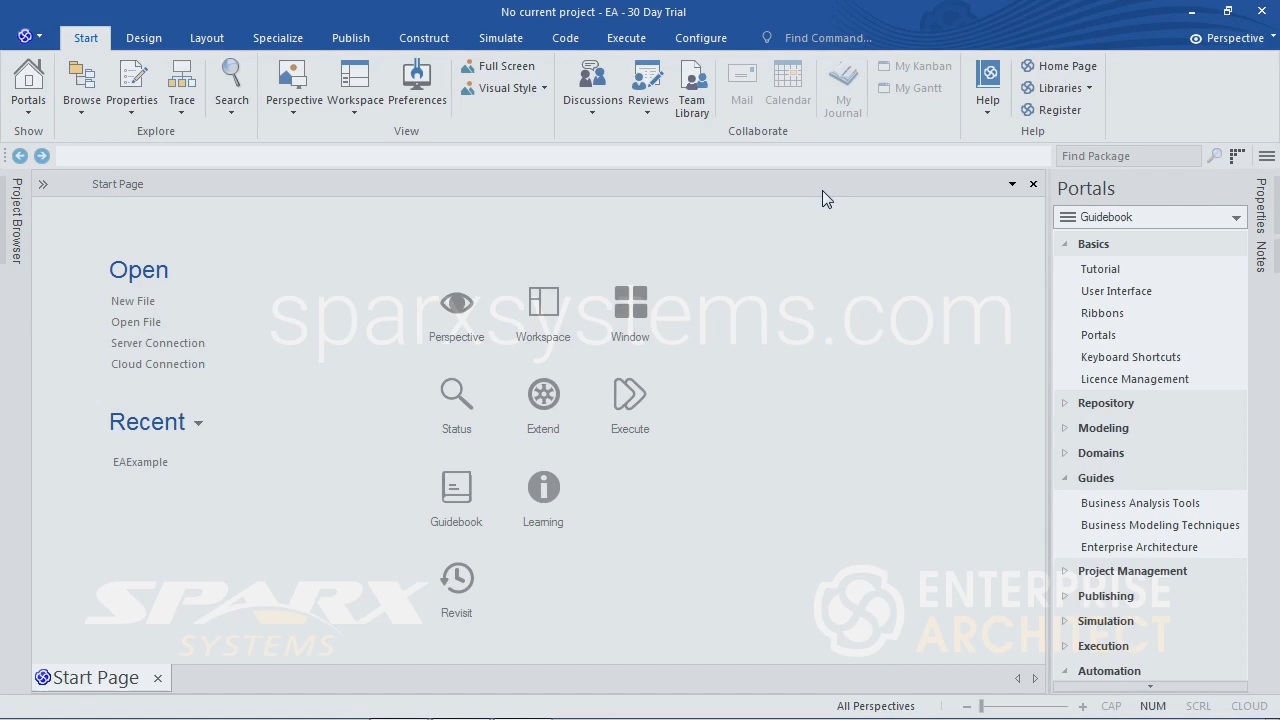 No current project - EA - 30 Day Trial
Start Design Layout Specialize Publish Construct Simulate Code Execute Configure Find Command... Perspective
Portals Browse Properties Trace Search Perspective Workspace Preferences Full Screen Visual Style Discussions Reviews Team Library Mail Calendar My Journal My Kanban My Gantt Help Home Page Libraries Register
Show Explore View Collaborate Help
Find Package
Project Browser
Start Page
Open
New File
Open File
Server Connection
Cloud Connection
Recent
EAExample
sparxsystems.com
Perspective Workspace Window
Status Extend Execute
Guidebook Learning
Revisit
SPARX
SYSTEMS
ENTERPRISE
ARCHITECT
Portals
Guidebook
Basics
Tutorial
User Interface
Ribbons
Portals
Keyboard Shortcuts
Licence Management
Repository
Modeling
Domains
Guides
Business Analysis Tools
Business Modeling Techniques
Enterprise Architecture
Project Management
Publishing
Simulation
Execution
Automation
Properties
Notes
Start Page
All Perspectives CAP NUM SCRL CLOUD